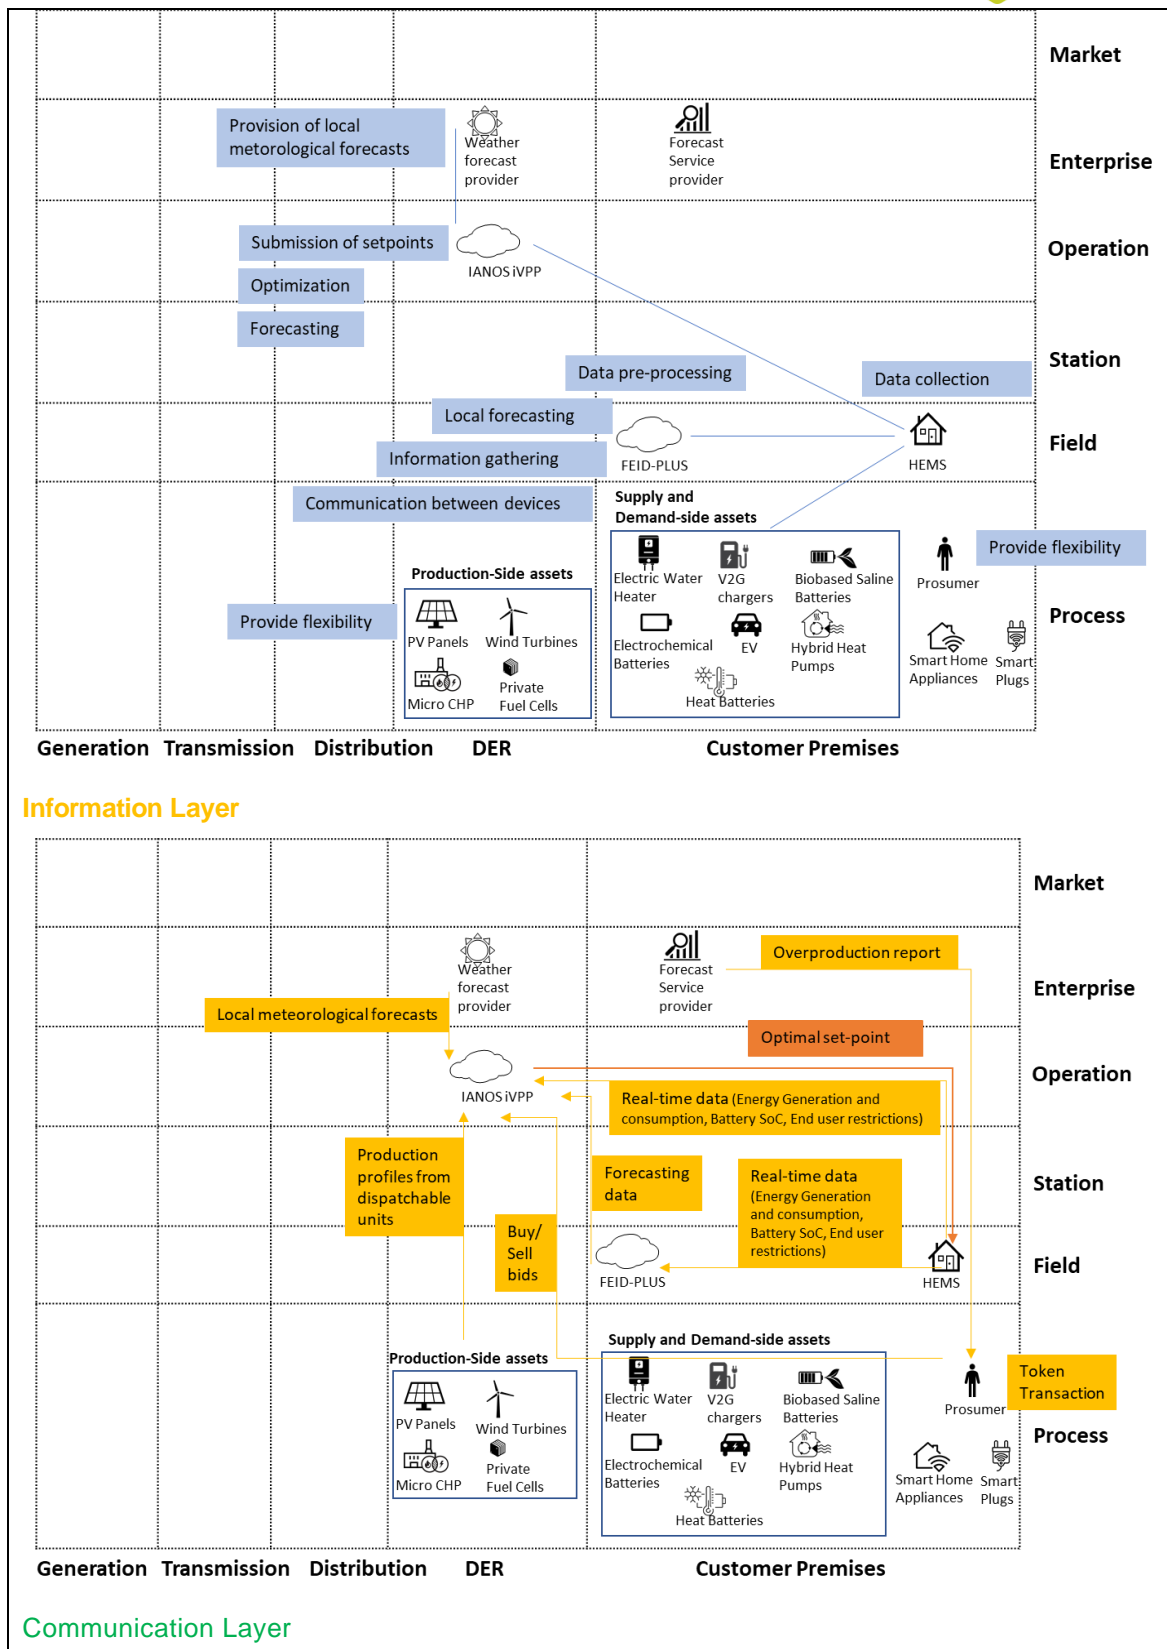 Market
Provision of local
metorological forecasts
Weather
forecast
provider
Forecast
Service
provider
Enterprise
Submission of setpoints
IANOS iVPP
Operation
Optimization
Forecasting
Station
Data pre-processing
Data collection
Local forecasting
FEID-PLUS
HEMS
Field
Information gathering
Communication between devices
Supply and
Demand-side assets
Electric Water
Heater
V2G
chargers
Biobased Saline
Batteries
Prosumer
Provide flexibility
Production-Side assets
Provide flexibility
PV Panels
Wind Turbines
Micro CHP
Private
Fuel Cells
Electrochemical
Batteries
EV
Hybrid Heat
Pumps
Heat Batteries
Smart Home
Appliances
Smart
Plugs
Process
Generation
Transmission
Distribution
DER
Customer Premises
Information Layer
Market
Weather
forecast
provider
Forecast
Service
provider
Overproduction report
Enterprise
Local meteorological forecasts
Optimal set-point
IANOS iVPP
Operation
Real-time data (Energy Generation and
consumption, Battery SoC, End user restrictions)
Production
profiles from
dispatchable
units
Forecasting
data
Real-time data
(Energy Generation
and consumption,
Battery SoC, End user
restrictions)
Station
Buy/
Sell
bids
FEID-PLUS
HEMS
Field
Supply and Demand-side assets
Production-Side assets
Electric Water
Heater
V2G
chargers
Biobased Saline
Batteries
Prosumer
Token
Transaction
PV Panels
Wind Turbines
Micro CHP
Private
Fuel Cells
Electrochemical
Batteries
EV
Hybrid Heat
Pumps
Heat Batteries
Smart Home
Appliances
Smart
Plugs
Process
Generation
Transmission
Distribution
DER
Customer Premises
Communication Layer